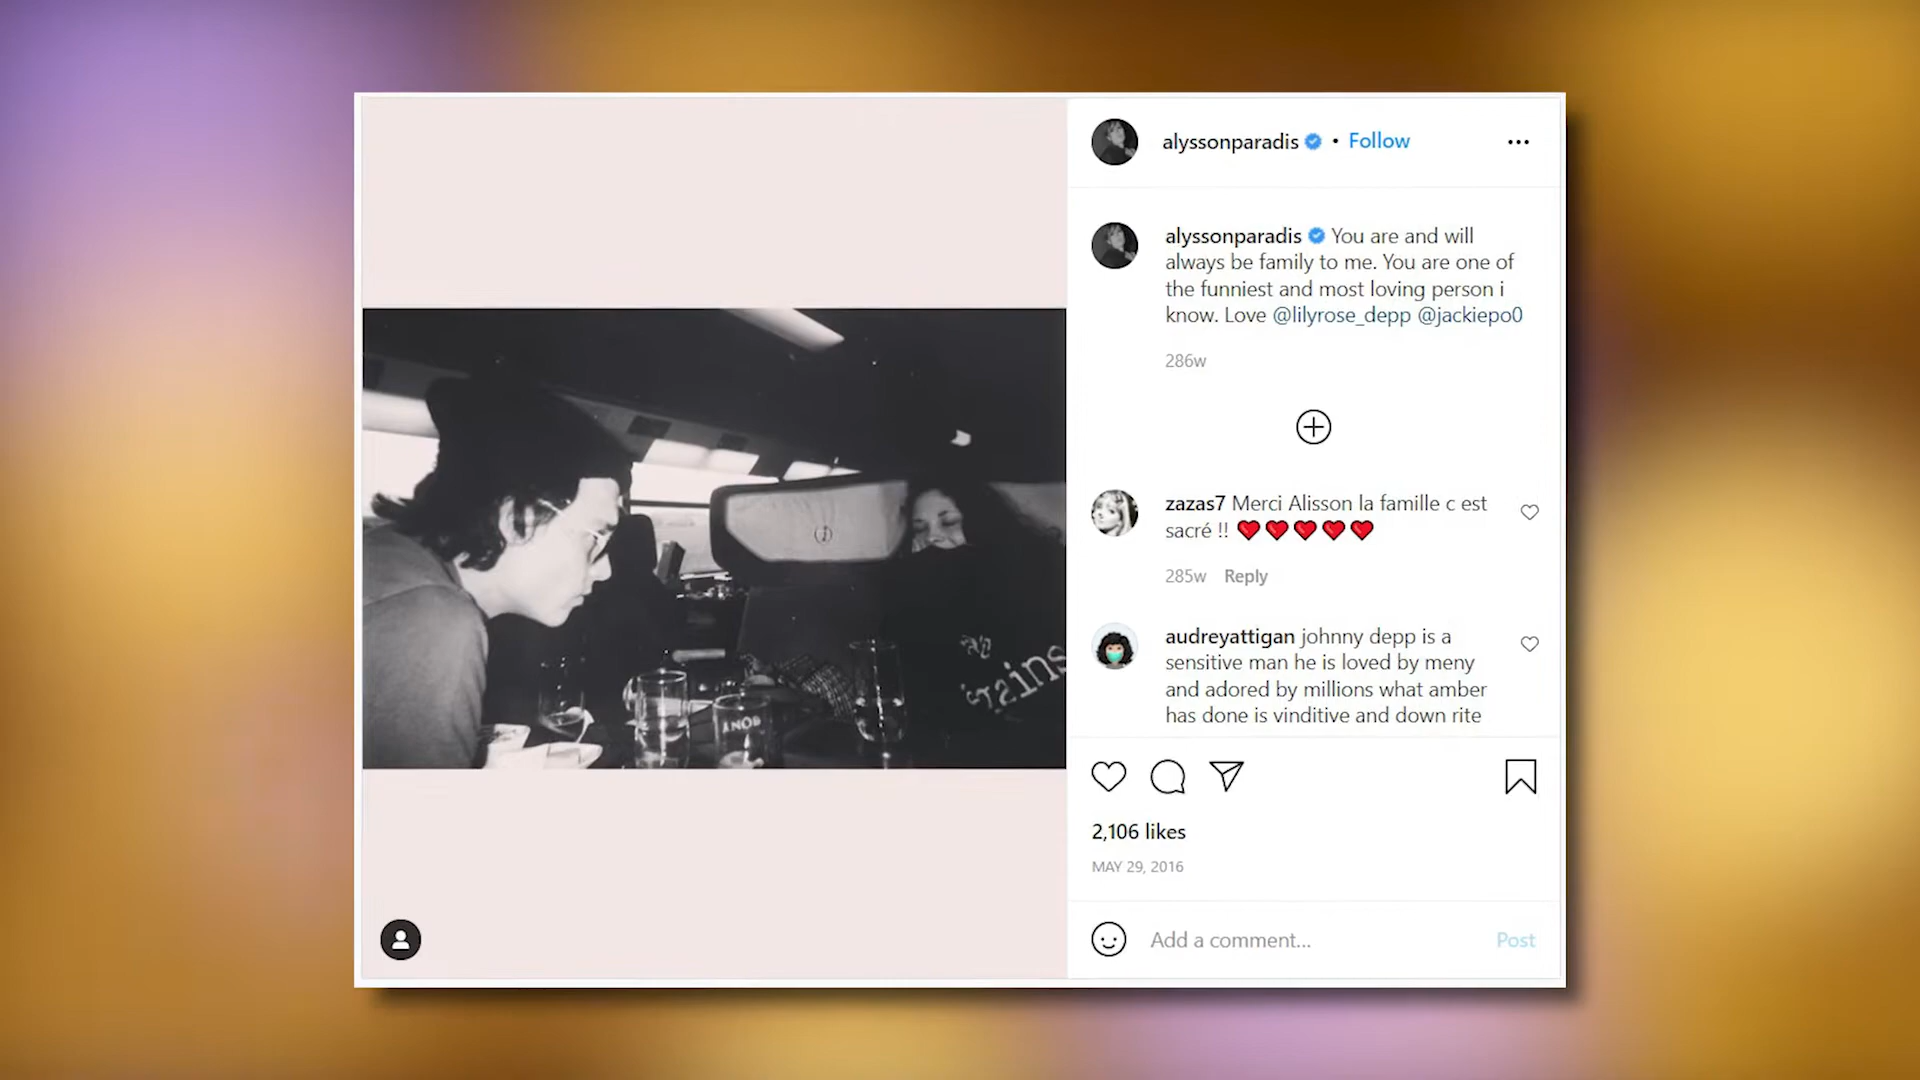 alyssonparadis • Follow
alyssonparadis You are and will
always be family to me. You are one of
the funniest and most loving person i
know. Love @lilyrose_depp @jackiepo0
286w
zazas7 Merci Alisson la famille c est
sacré !! ❤️❤️❤️❤️❤️
285w Reply
audreyattigan johnny depp is a
sensitive man he is loved by meny
and adored by millions what amber
has done is vinditive and down rite
2,106 likes
MAY 29, 2016
Add a comment... Post